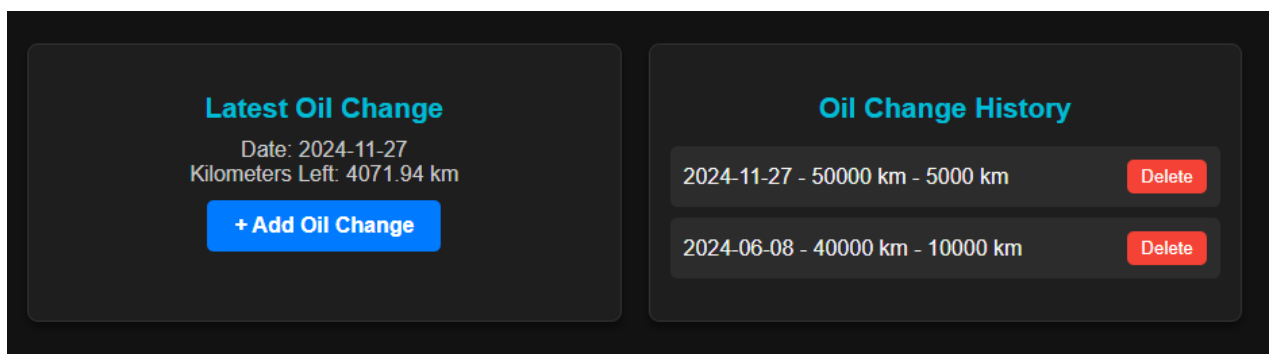 Latest Oil Change
Date: 2024-11-27
Kilometers Left: 4071.94 km
+ Add Oil Change
Oil Change History
2024-11-27 - 50000 km - 5000 km Delete
2024-06-08 - 40000 km - 10000 km Delete